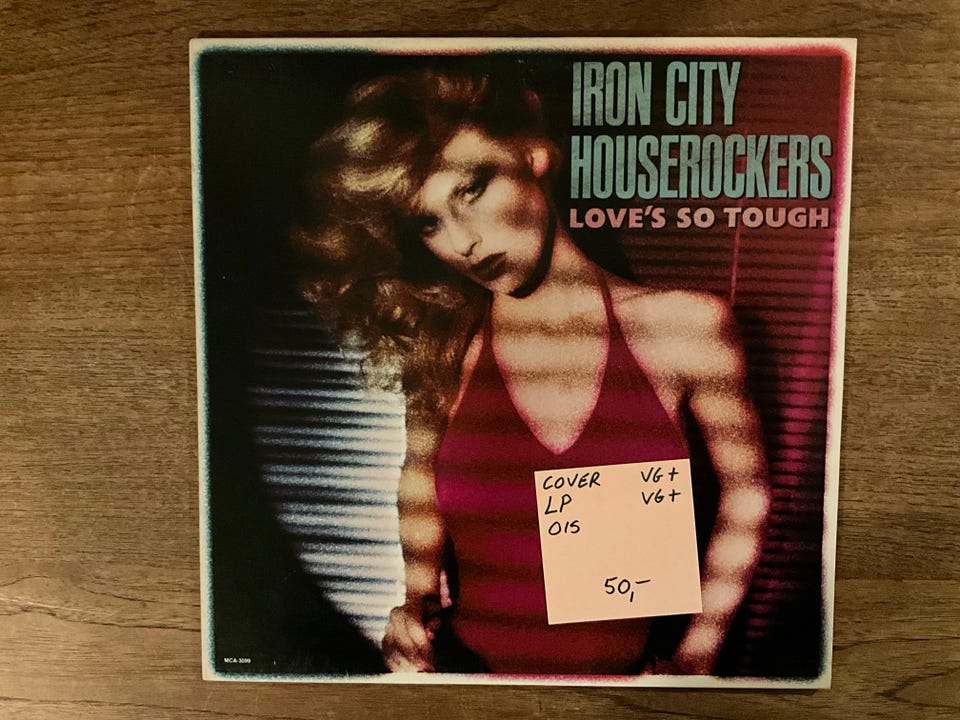 IRON CITY
HOUSEROCKERS
LOVE'S SO TOUGH
COVER VG+
LP VG+
OIS
50,-
MCA-3099